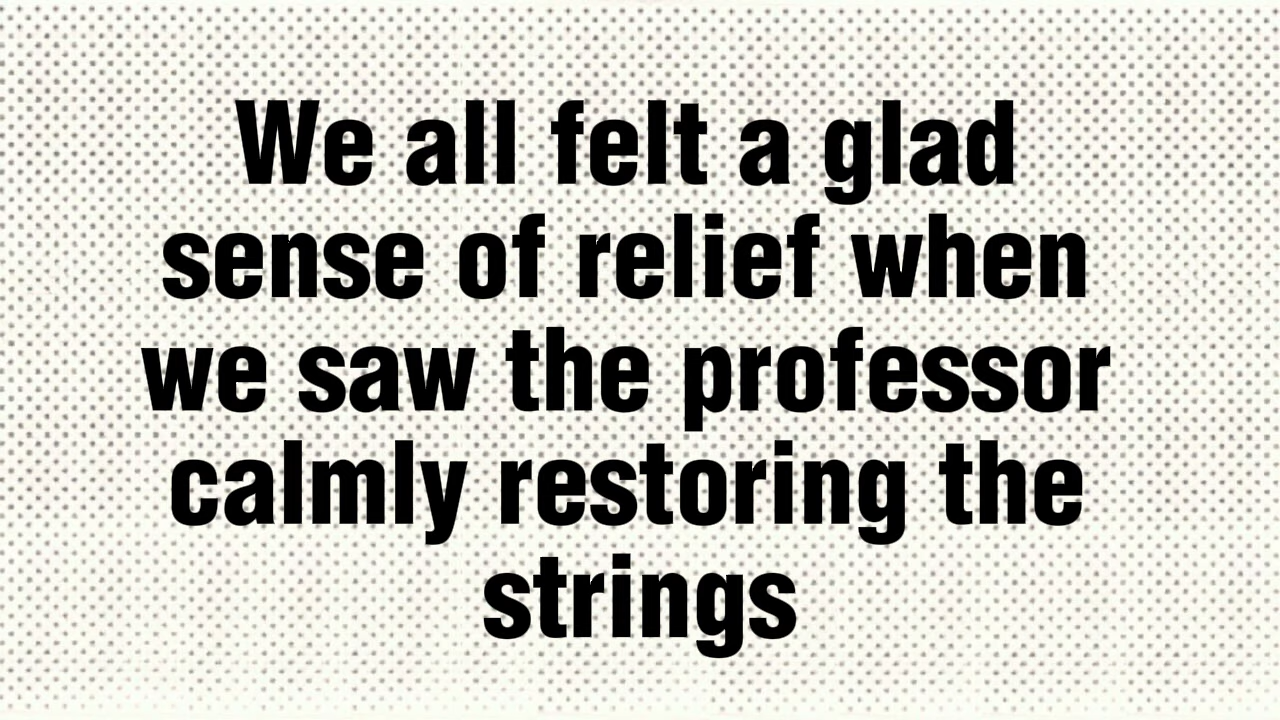 We all felt a glad
sense of relief when
we saw the professor
calmly restoring the
strings